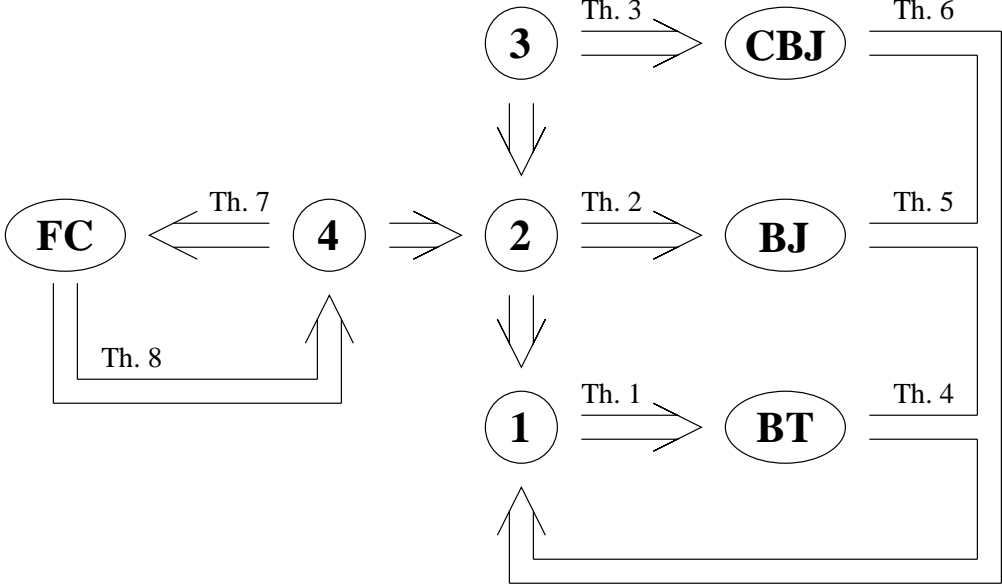 Th. 3
Th. 6
3
CBJ
Th. 7
Th. 2
Th. 5
FC
4
2
BJ
Th. 8
Th. 1
Th. 4
1
BT